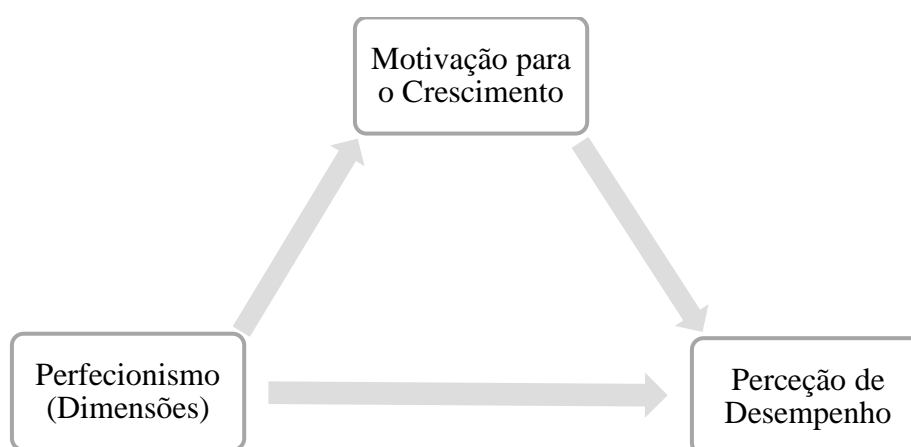 Motivação para
o Crescimento
Perfecionismo
(Dimensões)
Perceção de
Desempenho